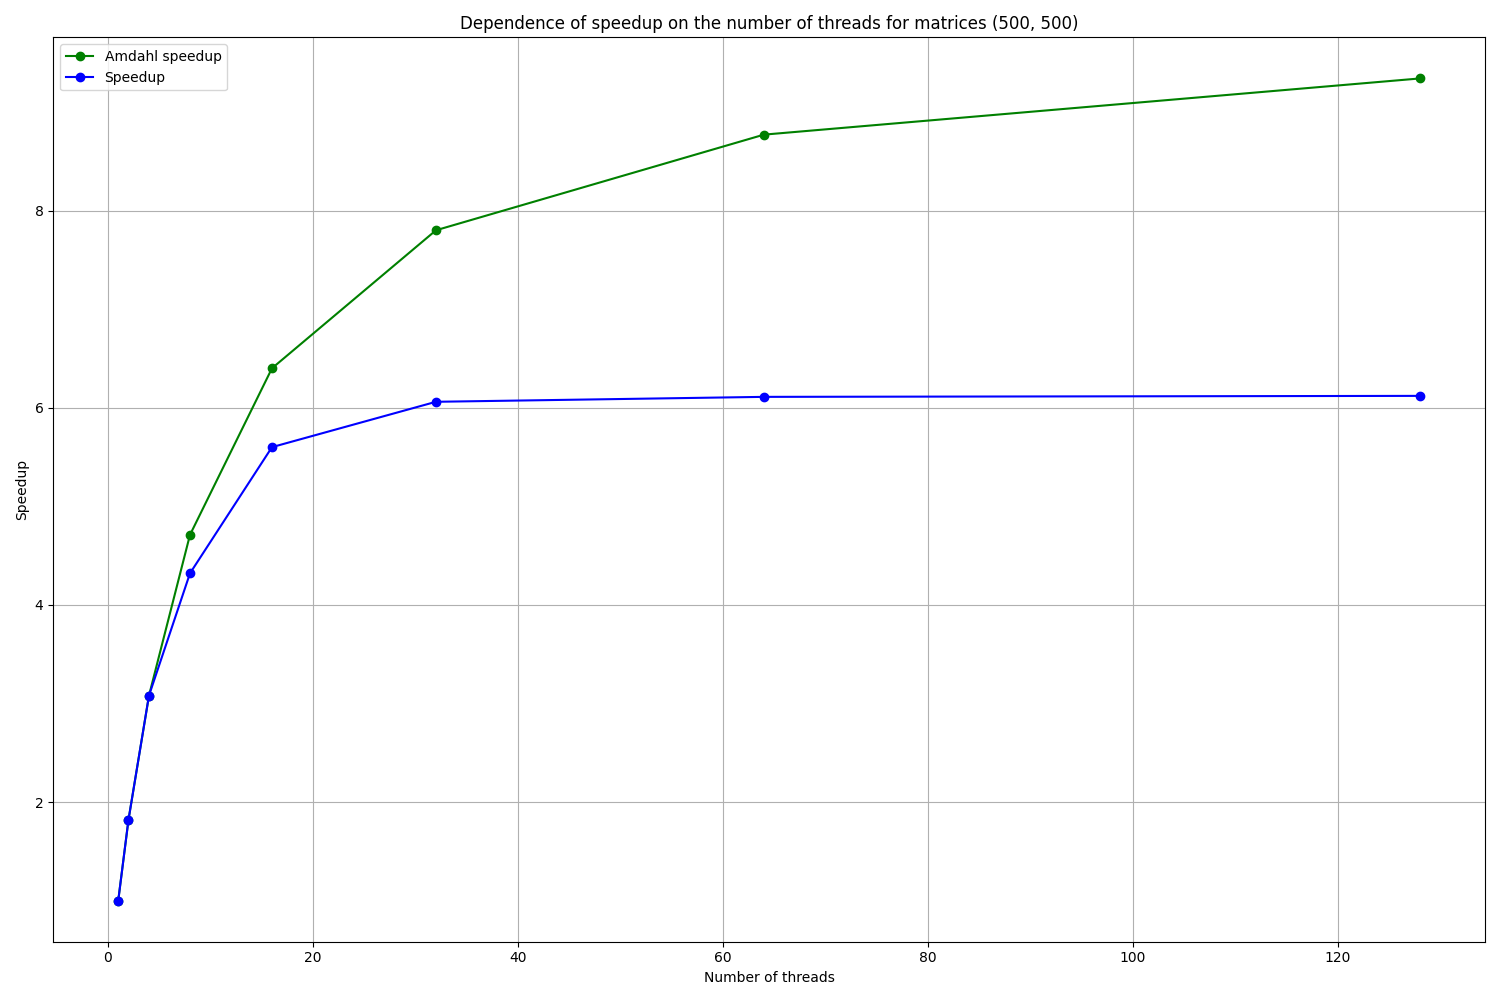 Dependence of speedup on the number of threads for matrices (500, 500)
Amdahl speedup
Speedup
8
6
4
2
Speedup
0 20 40 60 80 100 120
Number of threads